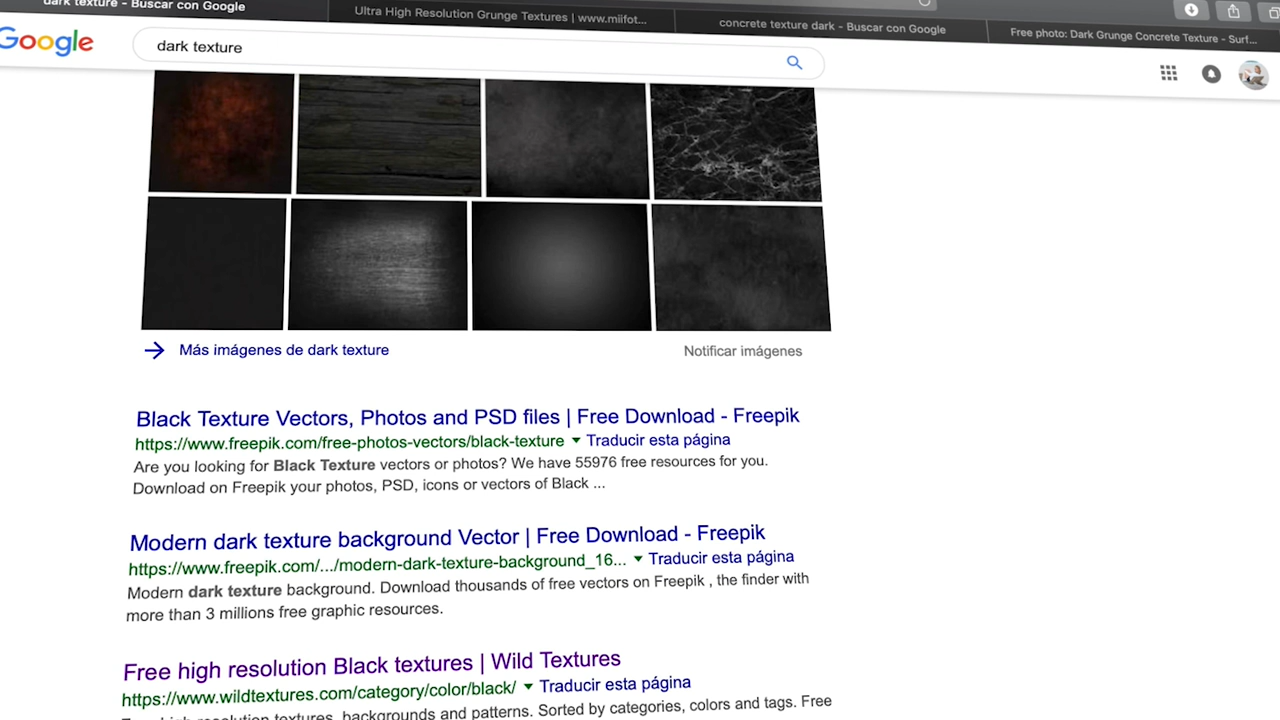 dark texture - Buscar con Google
Ultra High Resolution Grunge Textures | www.miifot...
concrete texture dark - Buscar con Google
Free photo: Dark Grunge Concrete Texture - Surf...
Google
dark texture
Más imágenes de dark texture
Notificar imágenes
Black Texture Vectors, Photos and PSD files | Free Download - Freepik
https://www.freepik.com/free-photos-vectors/black-texture ▼ Traducir esta página
Are you looking for Black Texture vectors or photos? We have 55976 free resources for you.
Download on Freepik your photos, PSD, icons or vectors of Black ...
Modern dark texture background Vector | Free Download - Freepik
https://www.freepik.com/.../modern-dark-texture-background_16... ▼ Traducir esta página
Modern dark texture background. Download thousands of free vectors on Freepik , the finder with
more than 3 millions free graphic resources.
Free high resolution Black textures | Wild Textures
https://www.wildtextures.com/category/color/black/ ▼ Traducir esta página
Free high resolution textures, backgrounds and patterns. Sorted by categories, colors and tags. Free